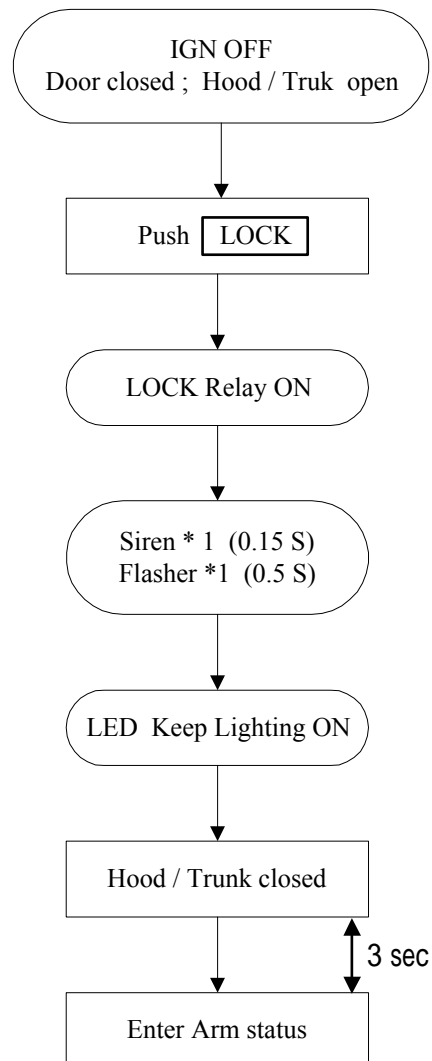 IGN OFF
Door closed ; Hood / Truk open
Push LOCK
LOCK Relay ON
Siren * 1 (0.15 S)
Flasher *1 (0.5 S)
LED Keep Lighting ON
Hood / Trunk closed
3 sec
Enter Arm status